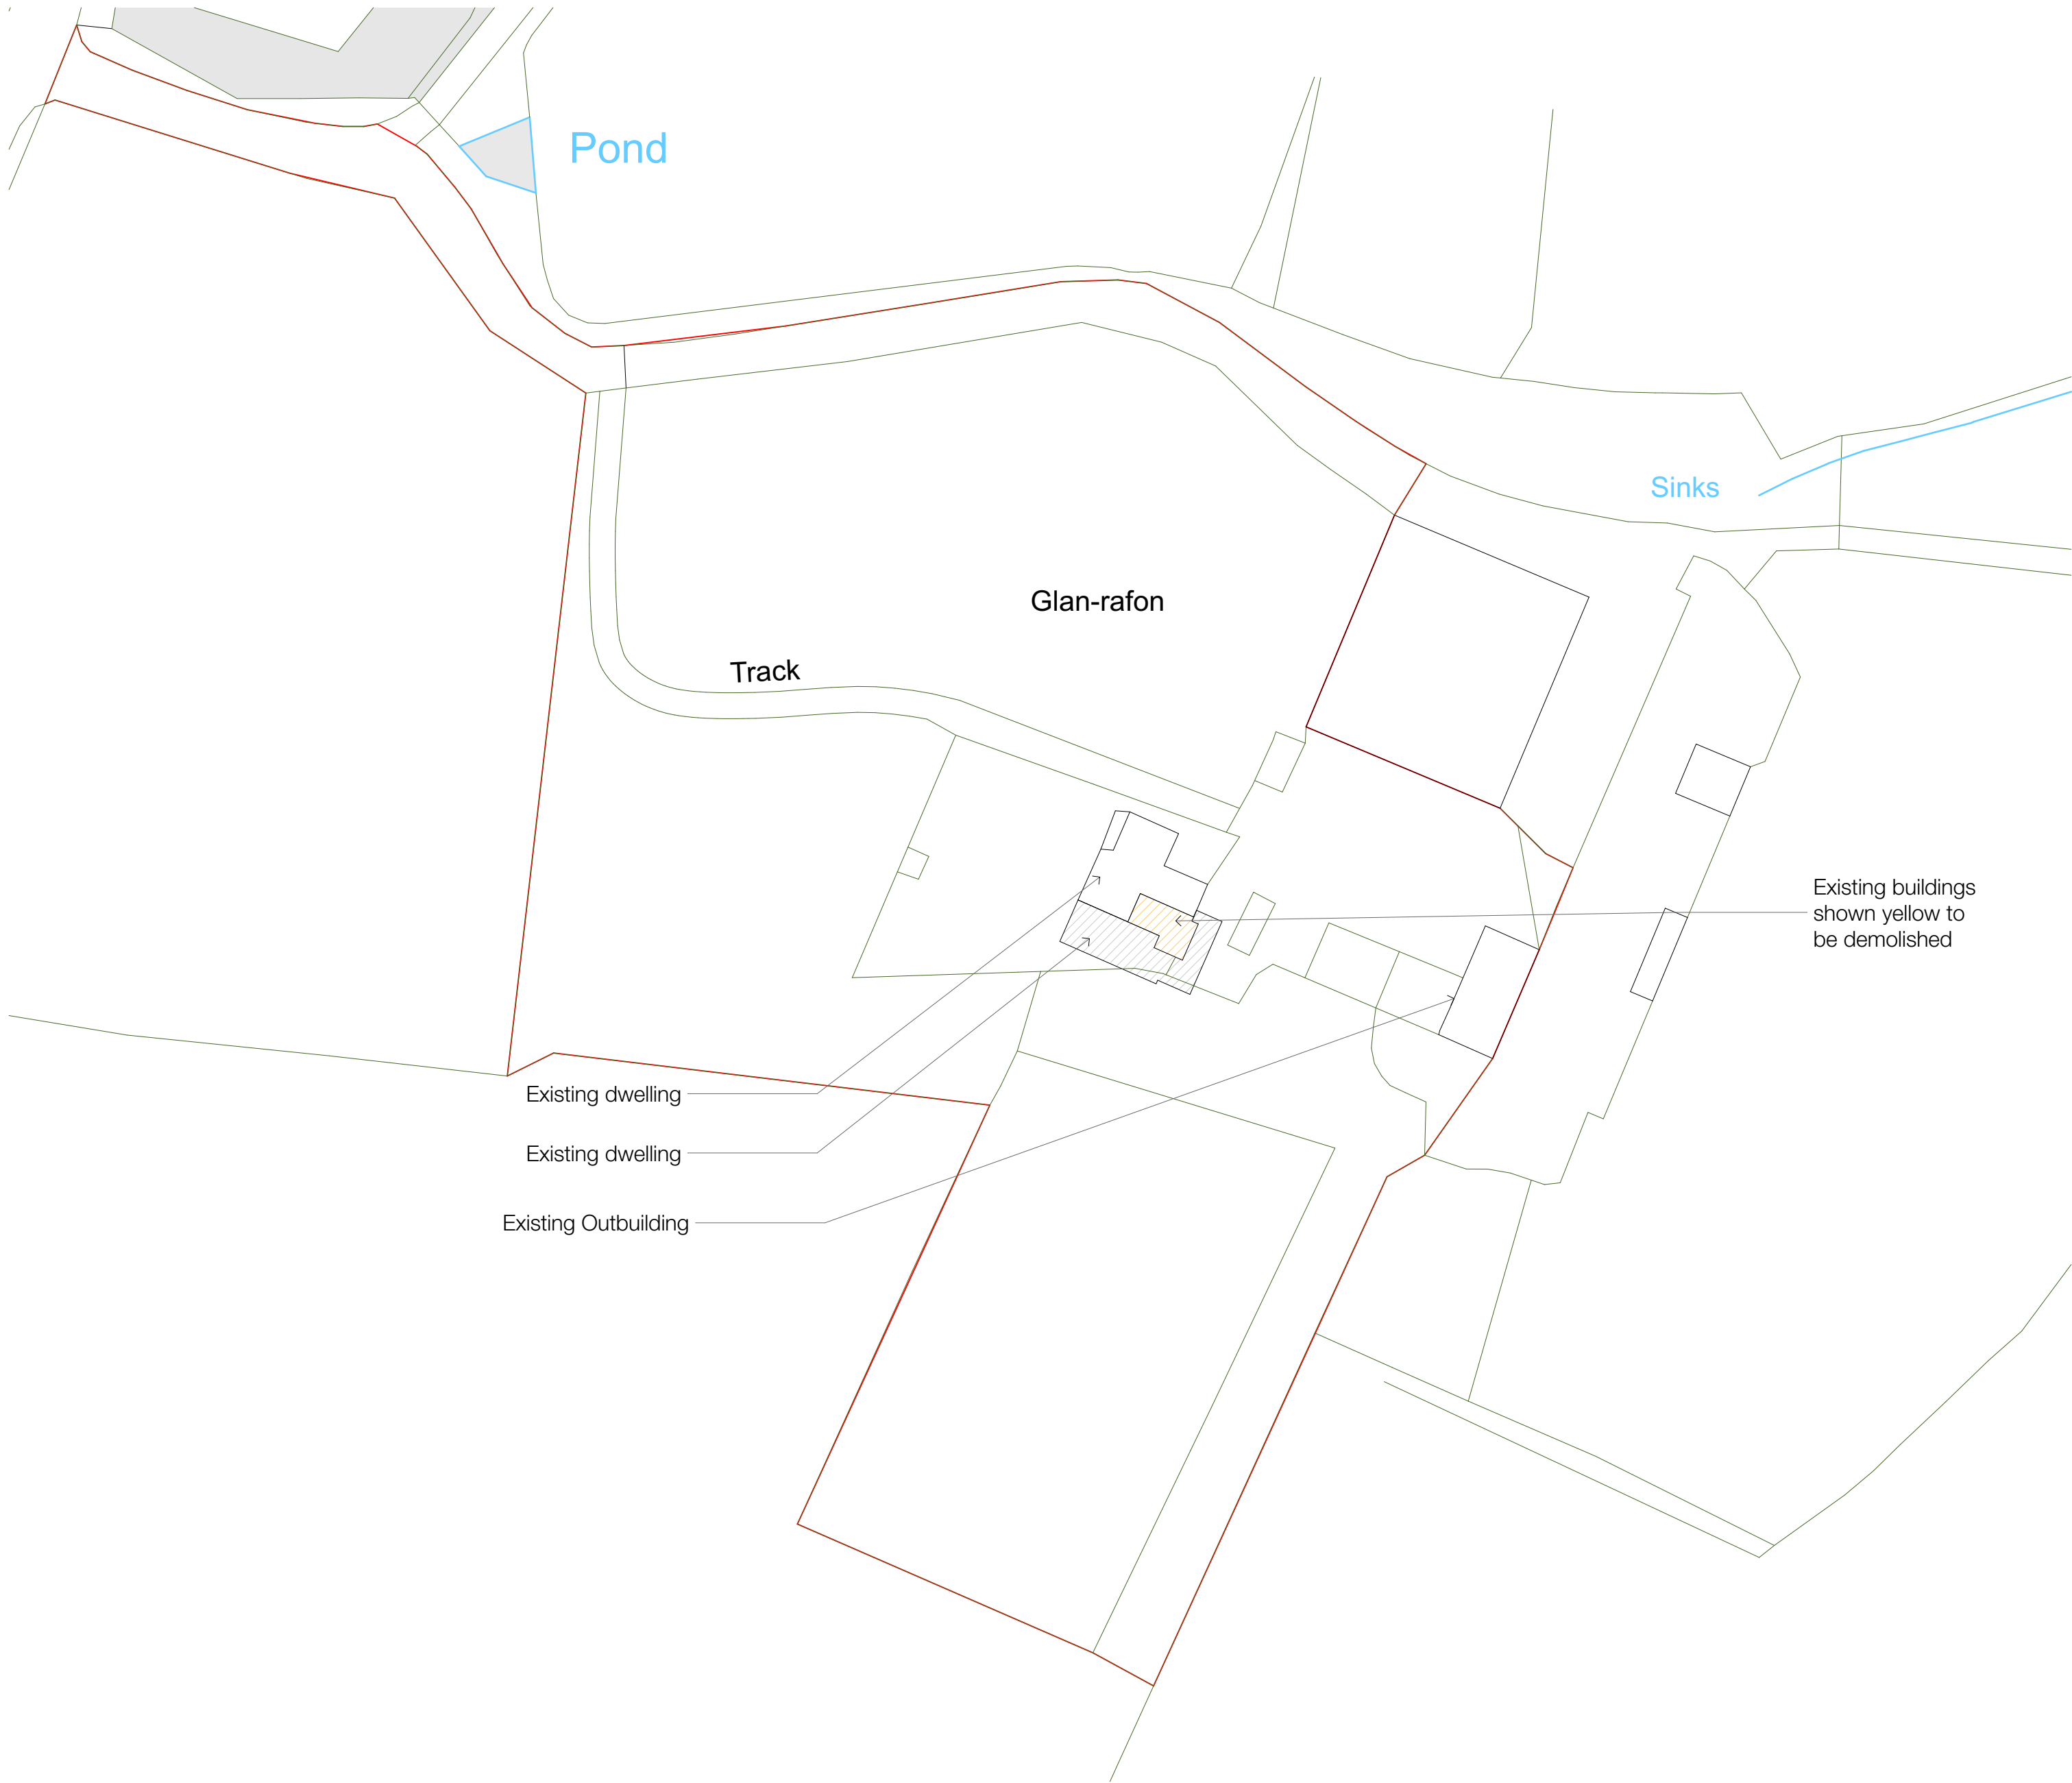 Pond
Sinks
Glan-rafon
Track
Existing buildings
shown yellow to
be demolished
Existing dwelling
Existing dwelling
Existing Outbuilding